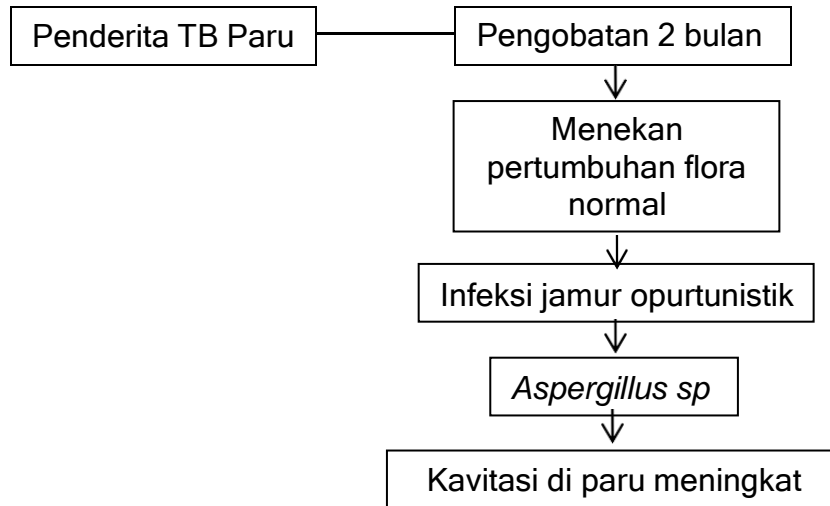 Penderita TB Paru
Pengobatan 2 bulan
Menekan
pertumbuhan flora
normal
Infeksi jamur opurtunistik
Aspergillus sp
Kavitasi di paru meningkat